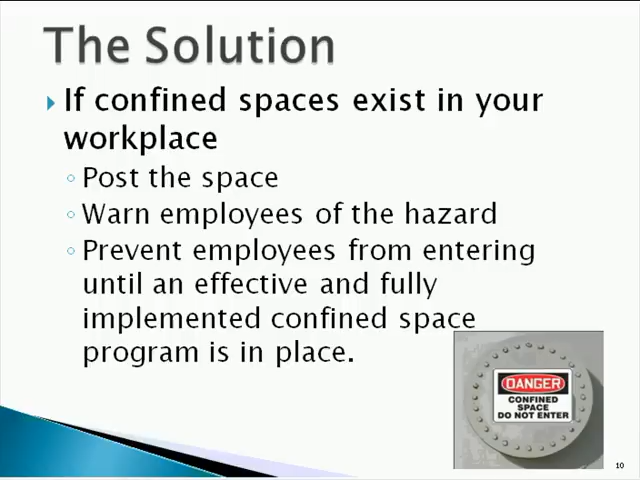 The Solution
If confined spaces exist in your
workplace
Post the space
Warn employees of the hazard
Prevent employees from entering
until an effective and fully
implemented confined space
program is in place.
DANGER
CONFINED
SPACE
DO NOT ENTER
10